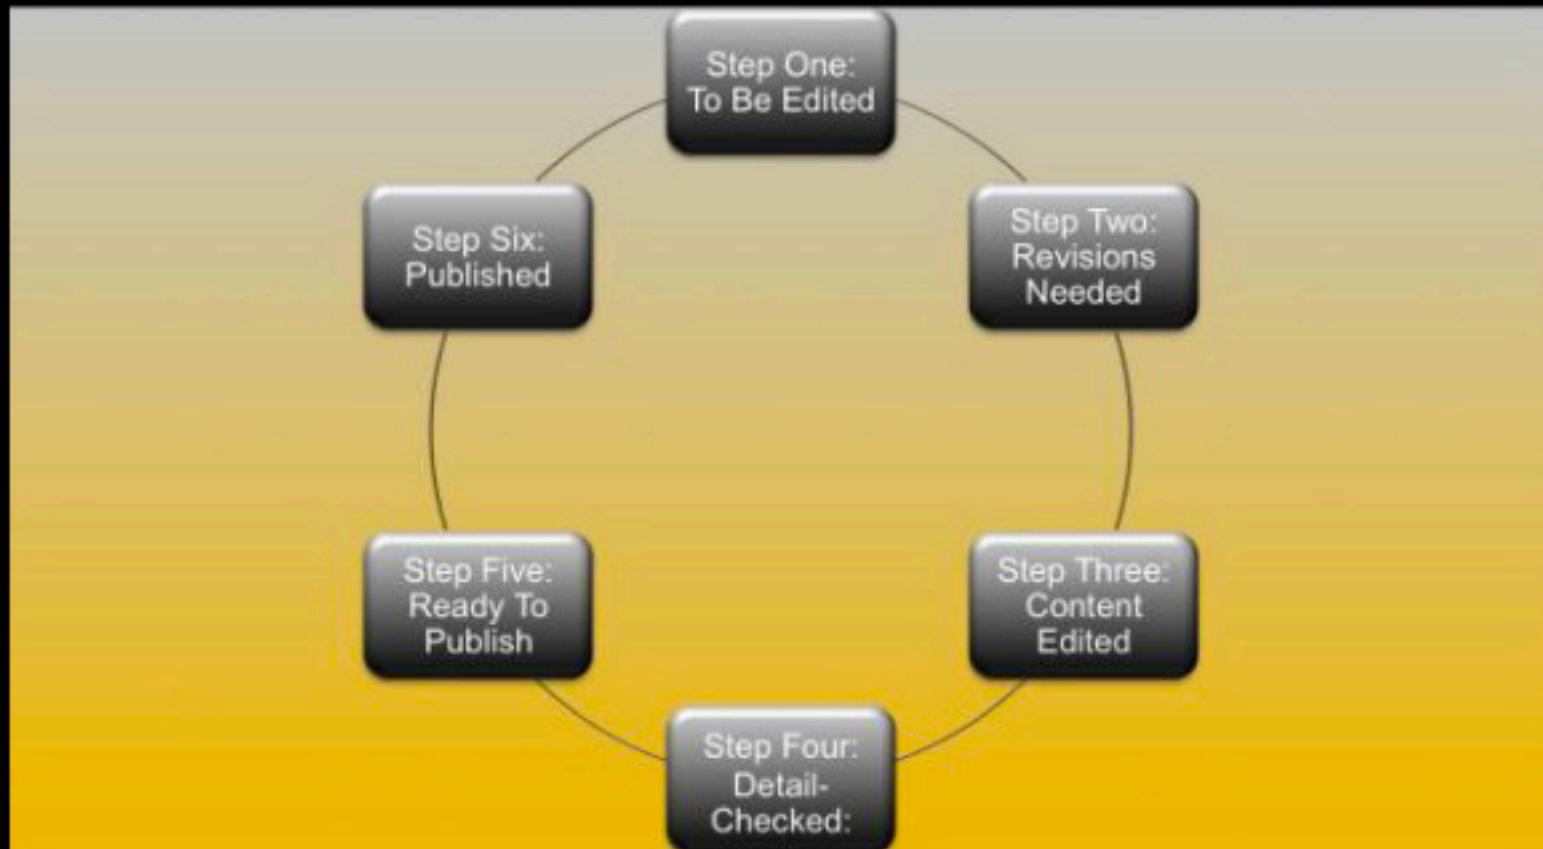 Step One:
To Be Edited
Step Two:
Revisions
Needed
Step Three:
Content
Edited
Step Four:
Detail-
Checked:
Step Five:
Ready To
Publish
Step Six:
Published